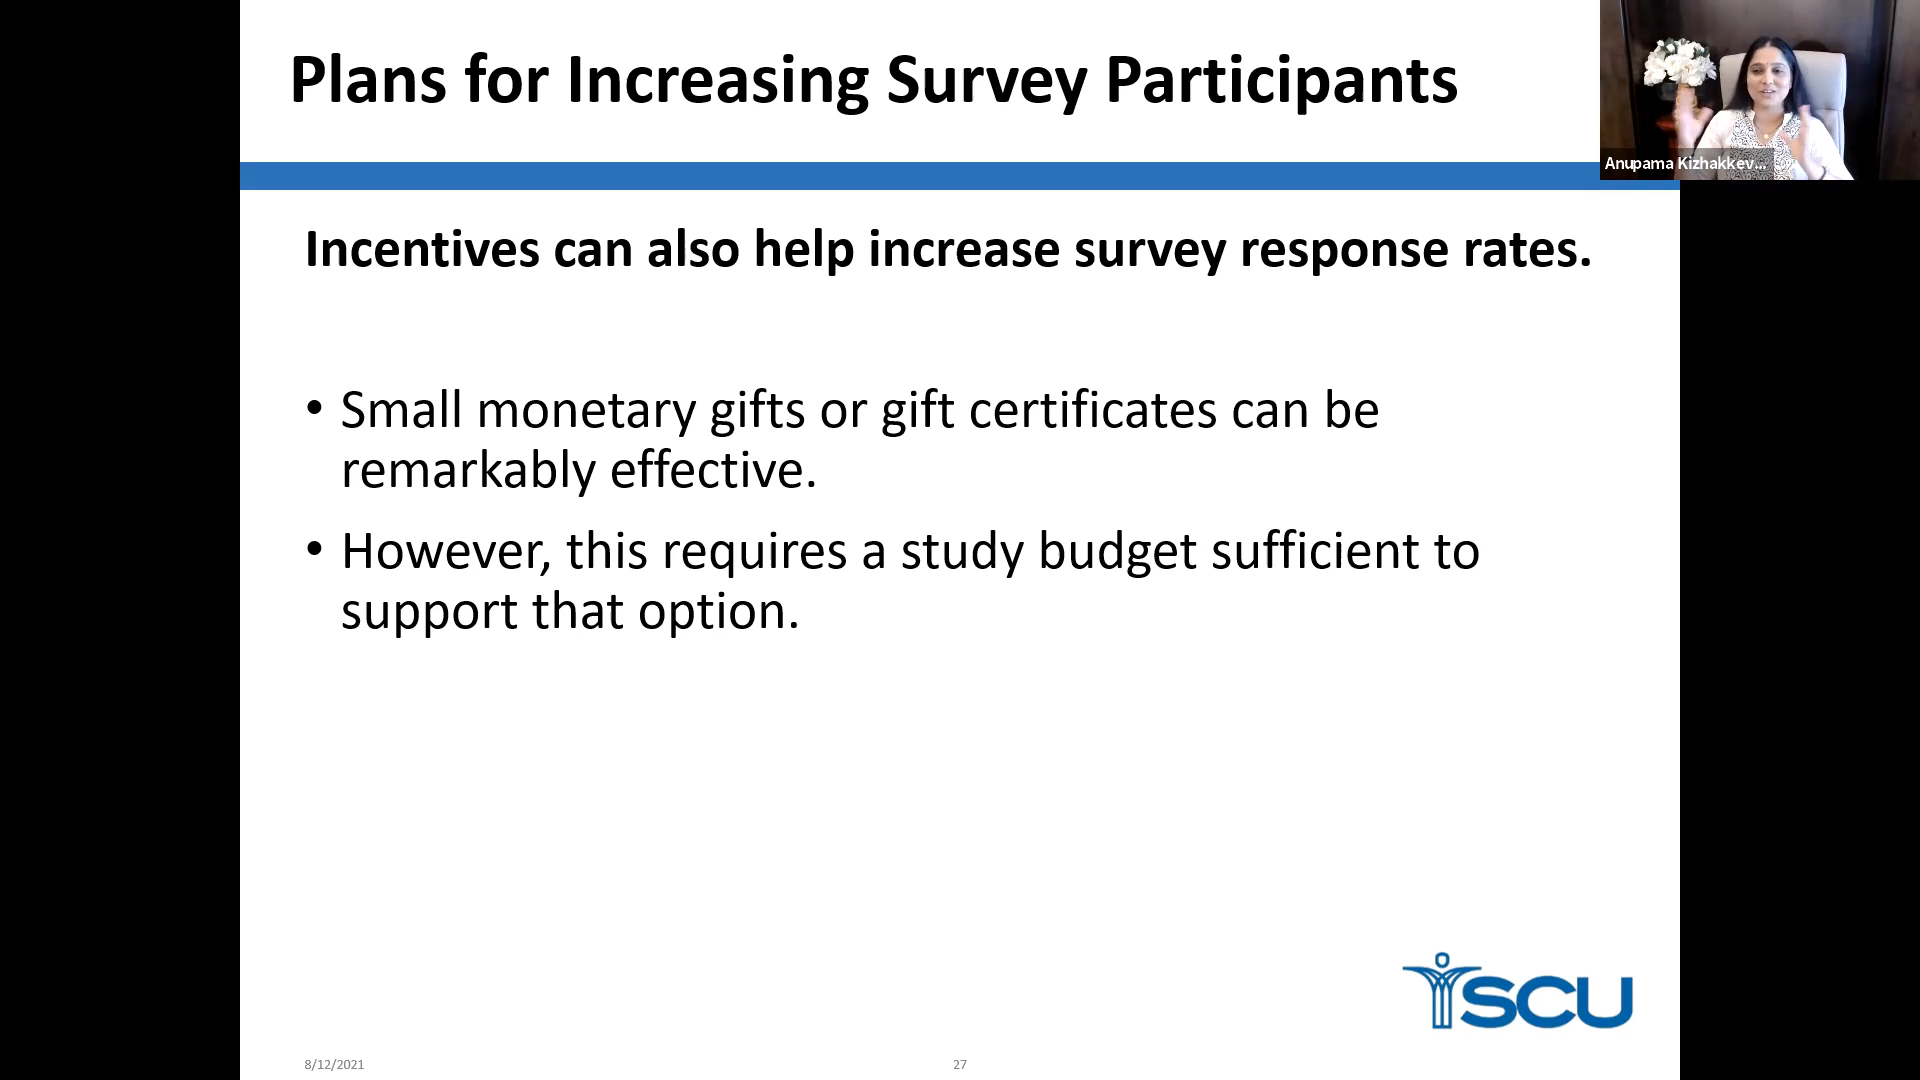 Plans for Increasing Survey Participants
Anupama Kizhakkev...
Incentives can also help increase survey response rates.
• Small monetary gifts or gift certificates can be
remarkably effective.
• However, this requires a study budget sufficient to
support that option.
SCU
8/12/2021
27